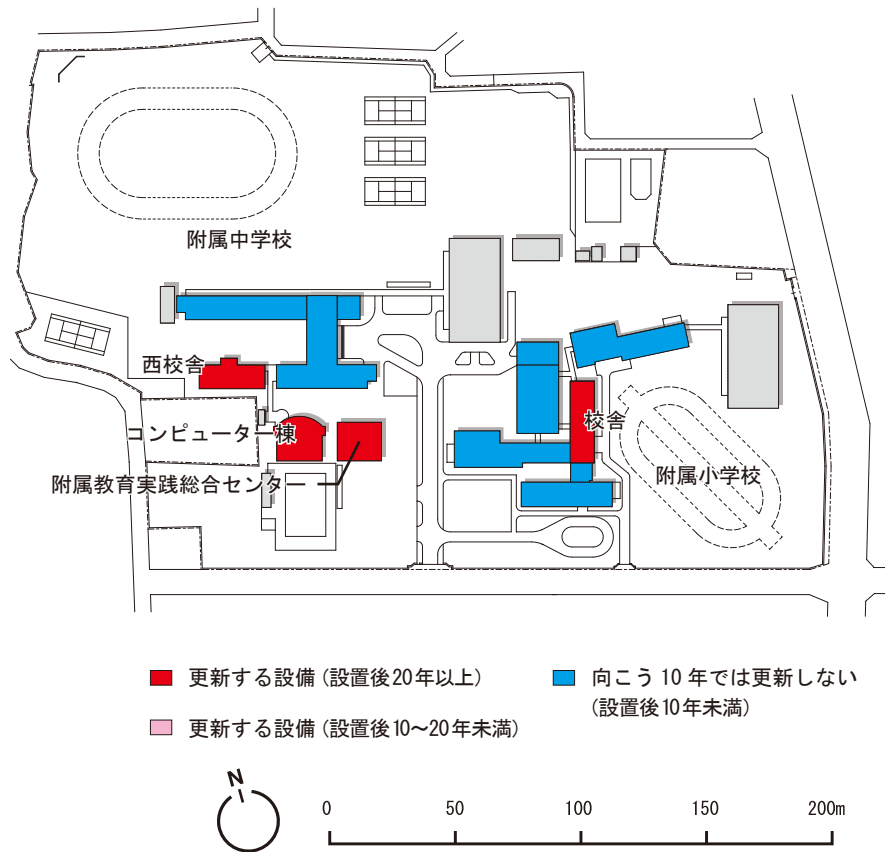 附属中学校
西校舎
コンピューター棟
校舎
附属小学校
附属教育実践総合センター
更新する設備(設置後20年以上)
向こう10年では更新しない
(設置後10年未満)
更新する設備(設置後10～20年未満)
N
0 50 100 150 200m